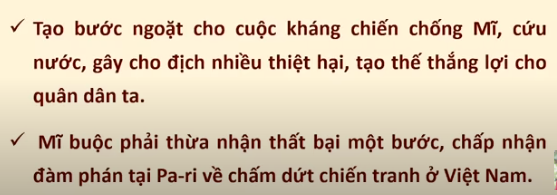 ✓ Tạo bước ngoặt cho cuộc kháng chiến chống Mĩ, cứu
nước, gây cho địch nhiều thiệt hại, tạo thế thắng lợi cho
quân dân ta.
✓ Mĩ buộc phải thừa nhận thất bại một bước, chấp nhận
đàm phán tại Pa-ri về chấm dứt chiến tranh ở Việt Nam.